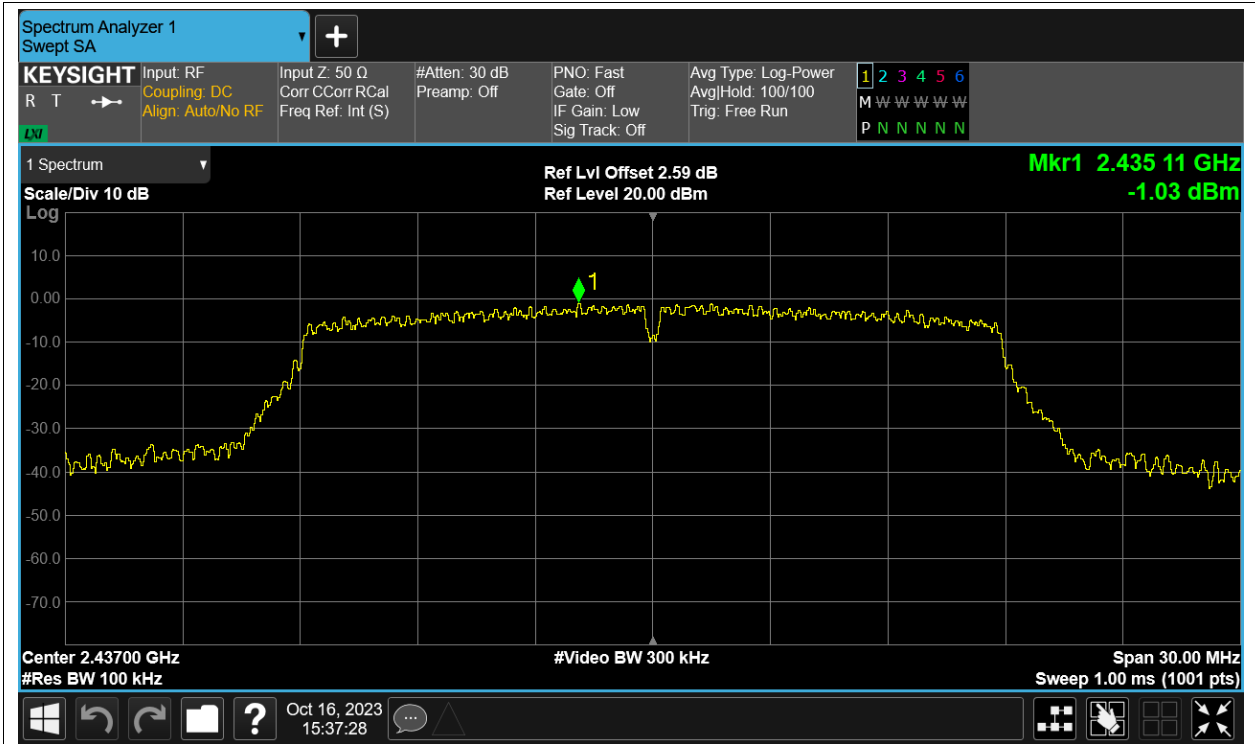 Spectrum Analyzer 1
Swept SA
KEYSIGHT
R T
LXI
Input: RF
Coupling: DC
Align: Auto/No RF
Input Z: 50 Ω
Corr CCorr RCal
Freq Ref: Int (S)
#Atten: 30 dB
Preamp: Off
PNO: Fast
Gate: Off
IF Gain: Low
Sig Track: Off
Avg Type: Log-Power
Avg|Hold: 100/100
Trig: Free Run
1 2 3 4 5 6
M W W W W W
P N N N N N
1 Spectrum
Scale/Div 10 dB
Log
Ref Lvl Offset 2.59 dB
Ref Level 20.00 dBm
Mkr1 2.435 11 GHz
-1.03 dBm
10.0
0.00
-10.0
-20.0
-30.0
-40.0
-50.0
-60.0
-70.0
1
Center 2.43700 GHz
#Res BW 100 kHz
#Video BW 300 kHz
Span 30.00 MHz
Sweep 1.00 ms (1001 pts)
?
Oct 16, 2023
15:37:28